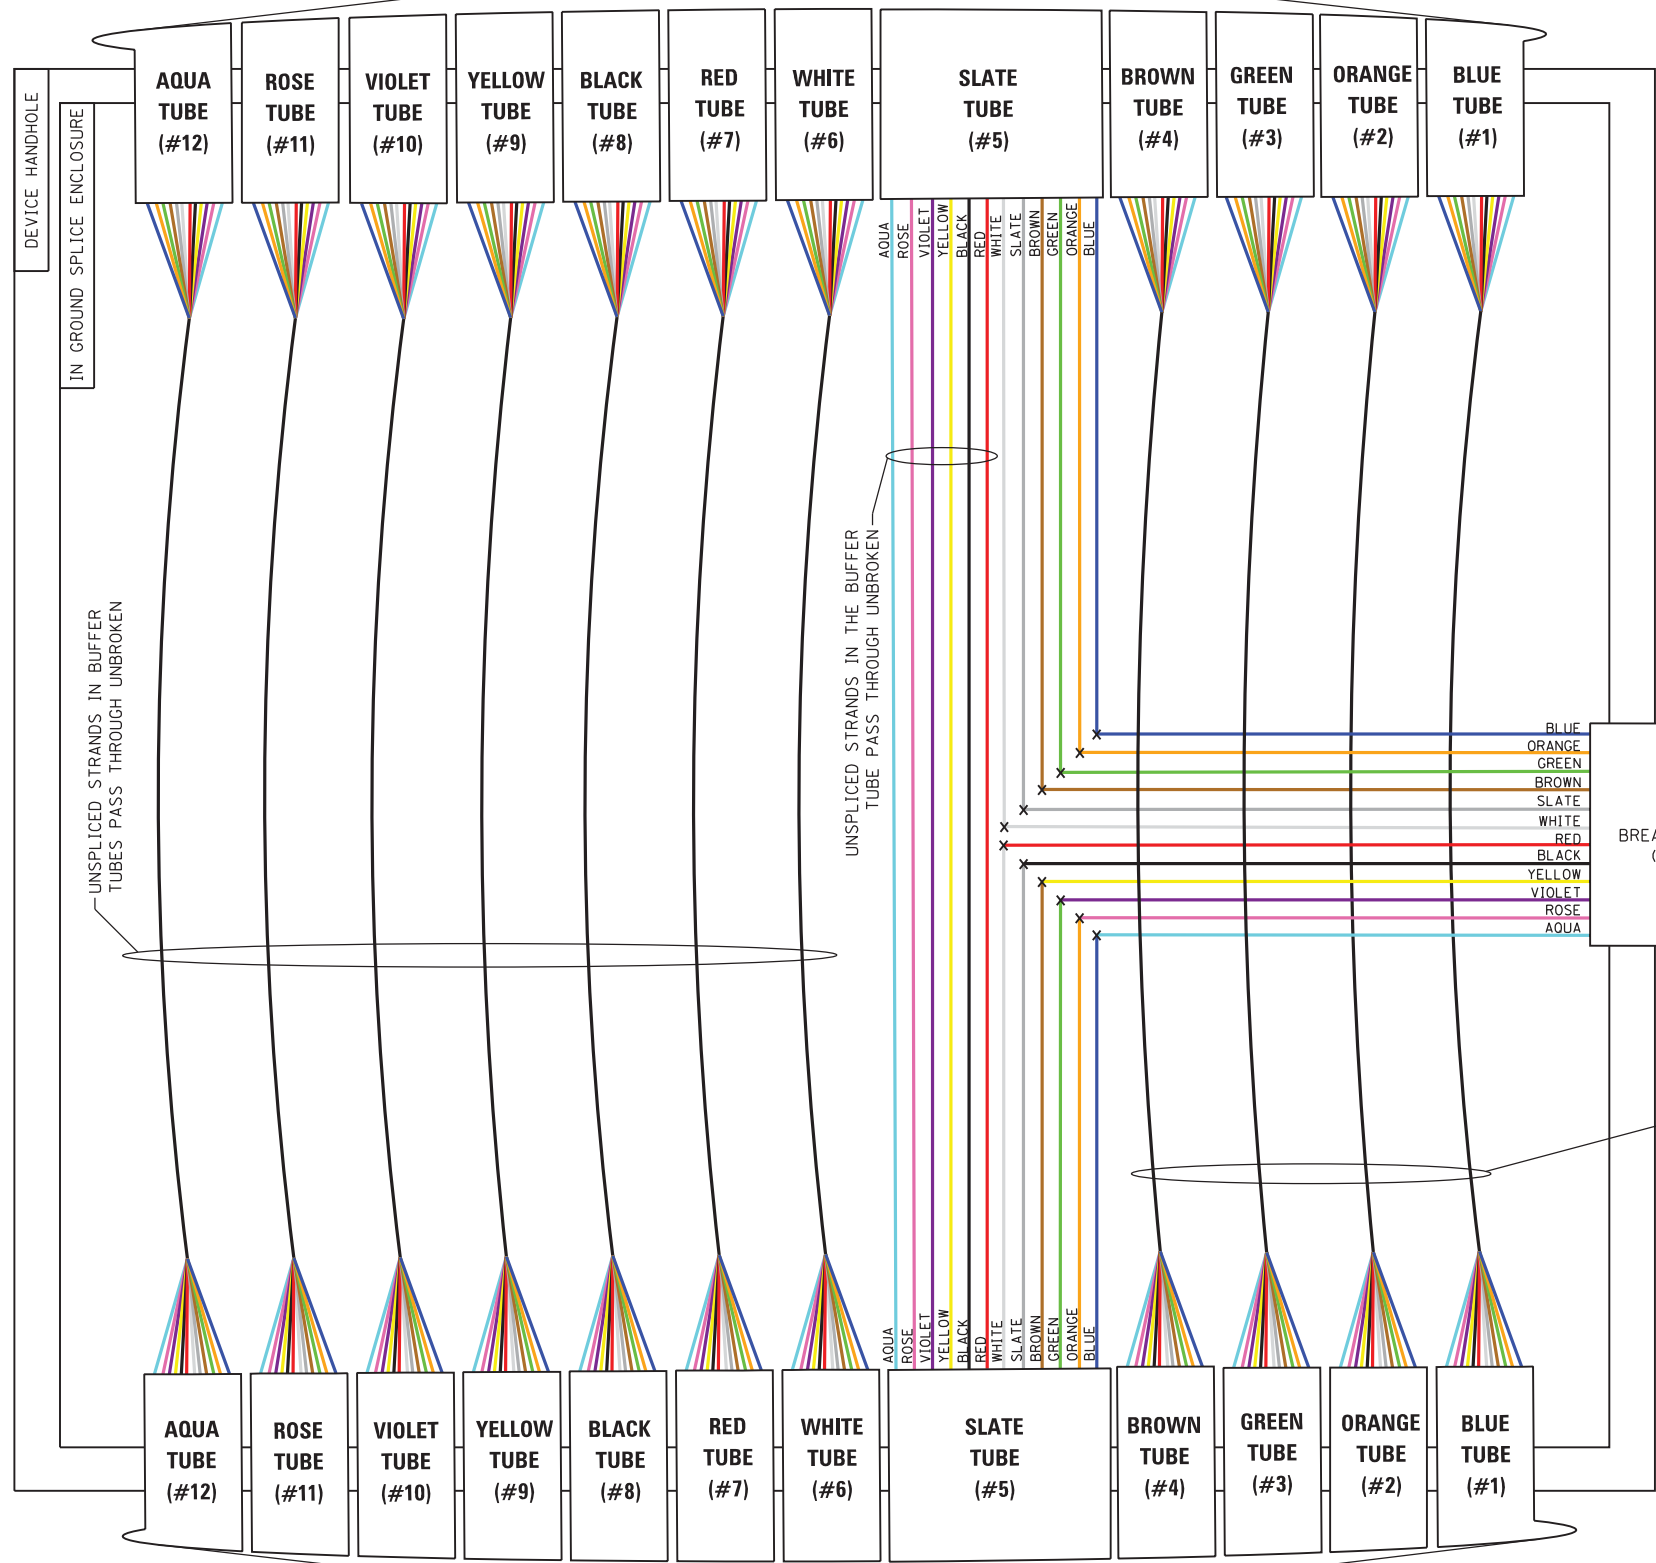 AQUA
TUBE
(#12)
ROSE
TUBE
(#11)
VIOLET
TUBE
(#10)
YELLOW
TUBE
(#9)
BLACK
TUBE
(#8)
RED
TUBE
(#7)
WHITE
TUBE
(#6)
SLATE
TUBE
(#5)
BROWN
TUBE
(#4)
GREEN
TUBE
(#3)
ORANGE
TUBE
(#2)
BLUE
TUBE
(#1)
DEVICE HANDHOLE
IN GROUND SPLICE ENCLOSURE
AQUA
ROSE
VIOLET
YELLOW
BLACK
RED
WHITE
SLATE
BROWN
GREEN
ORANGE
BLUE
UNSPLICED STRANDS IN BUFFER
TUBES PASS THROUGH UNBROKEN
UNSPLICED STRANDS IN THE BUFFER
TUBE PASS THROUGH UNBROKEN
BLUE
ORANGE
GREEN
BROWN
SLATE
WHITE
RED
BLACK
YELLOW
VIOLET
ROSE
AQUA
BREA
(
AQUA
ROSE
VIOLET
YELLOW
BLACK
RED
WHITE
SLATE
BROWN
GREEN
ORANGE
BLUE
AQUA
TUBE
(#12)
ROSE
TUBE
(#11)
VIOLET
TUBE
(#10)
YELLOW
TUBE
(#9)
BLACK
TUBE
(#8)
RED
TUBE
(#7)
WHITE
TUBE
(#6)
SLATE
TUBE
(#5)
BROWN
TUBE
(#4)
GREEN
TUBE
(#3)
ORANGE
TUBE
(#2)
BLUE
TUBE
(#1)